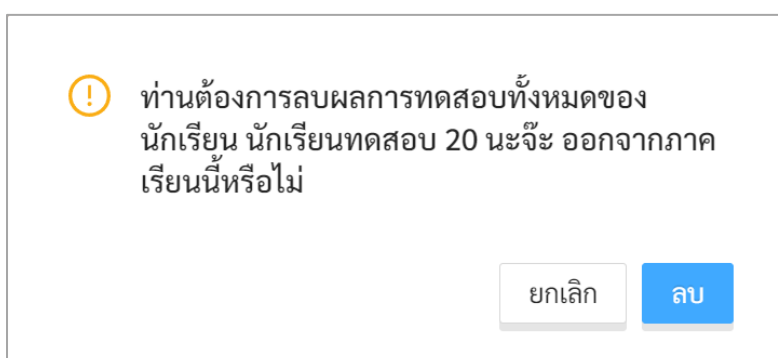 ท่านต้องการลบผลการทดสอบทั้งหมดของ
นักเรียน นักเรียนทดสอบ 20 นะจ๊ะ ออกจากภาค
เรียนนี้หรือไม่
ยกเลิก
ลบ